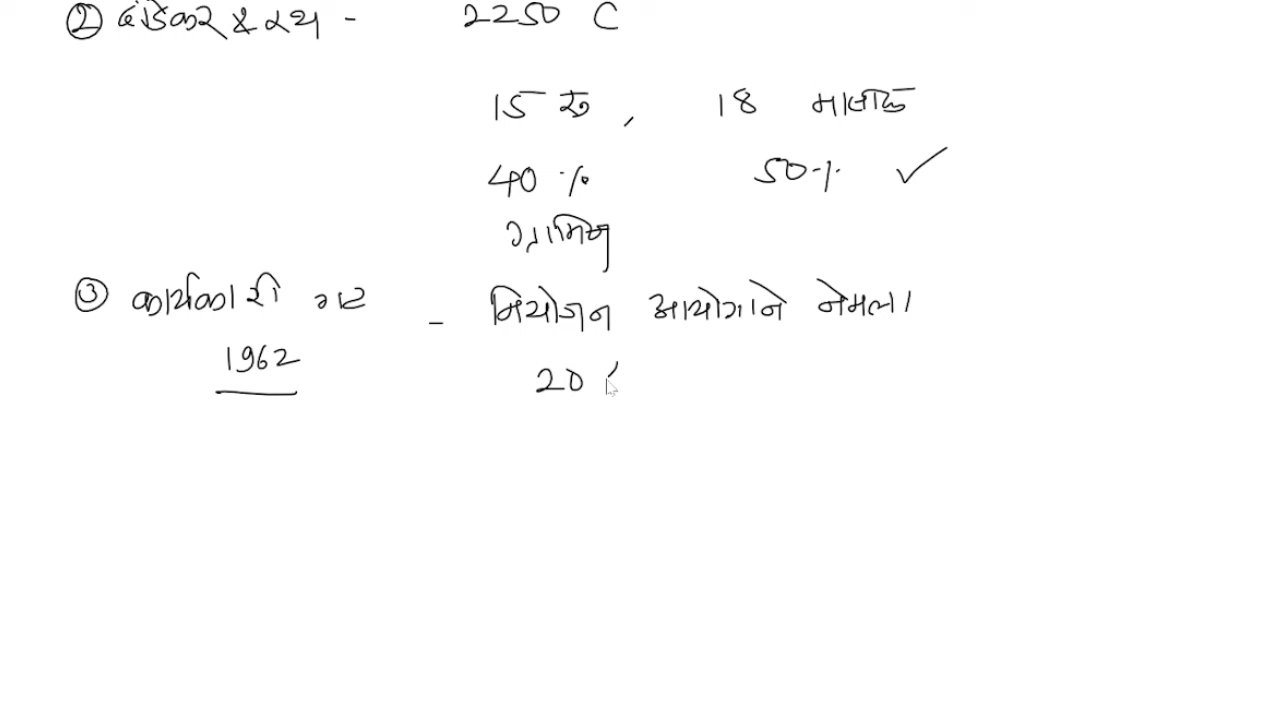 ② दांडेकर & रथ - 2250 C
15 रु , 18 मासिक
40 % 50% ✓
ग्रामिण
③ कार्यकारी गट - नियोजन आयोगाने नेमला
1962 20